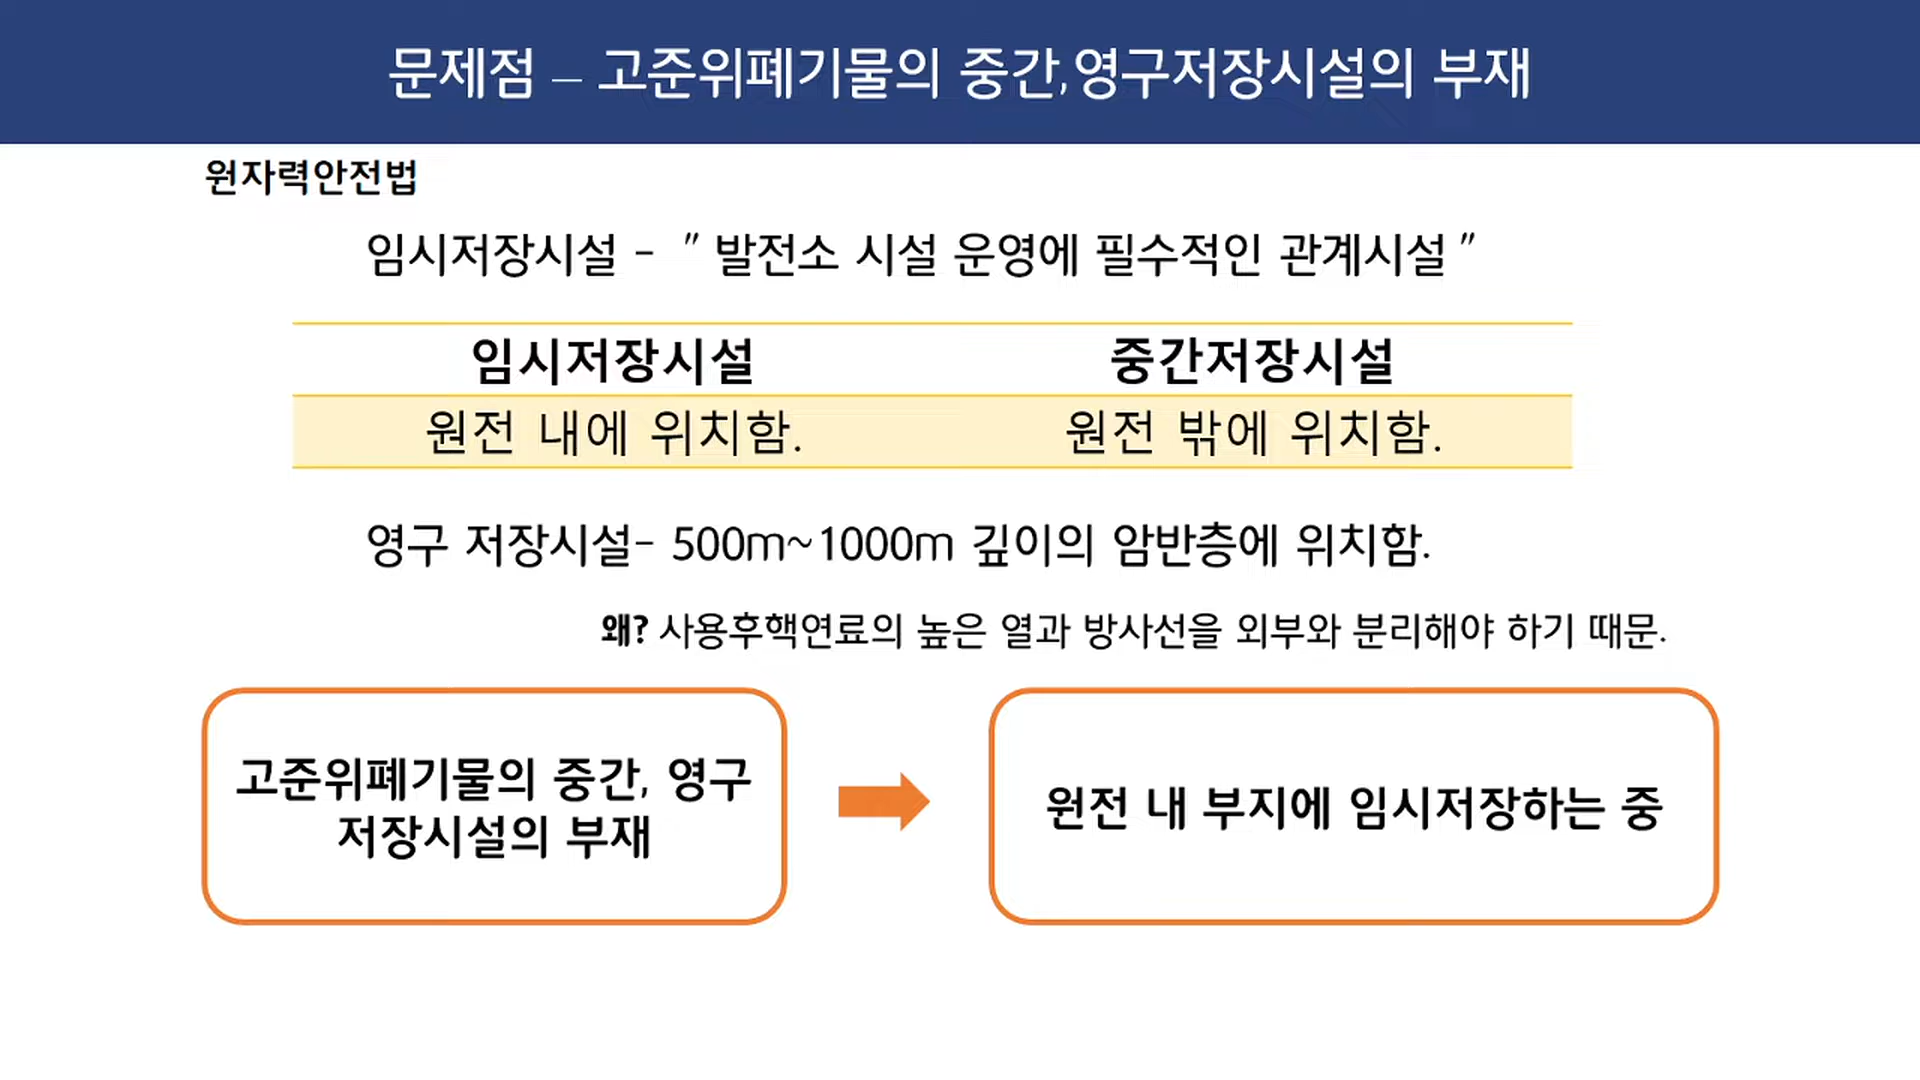 문제점 – 고준위폐기물의 중간,영구저장시설의 부재
원자력안전법
임시저장시설 - "발전소 시설 운영에 필수적인 관계시설"
임시저장시설 중간저장시설
원전 내에 위치함. 원전 밖에 위치함.
영구 저장시설- 500m~1000m 깊이의 암반층에 위치함.
왜? 사용후핵연료의 높은 열과 방사선을 외부와 분리해야 하기 때문.
고준위폐기물의 중간, 영구
저장시설의 부재
원전 내 부지에 임시저장하는 중